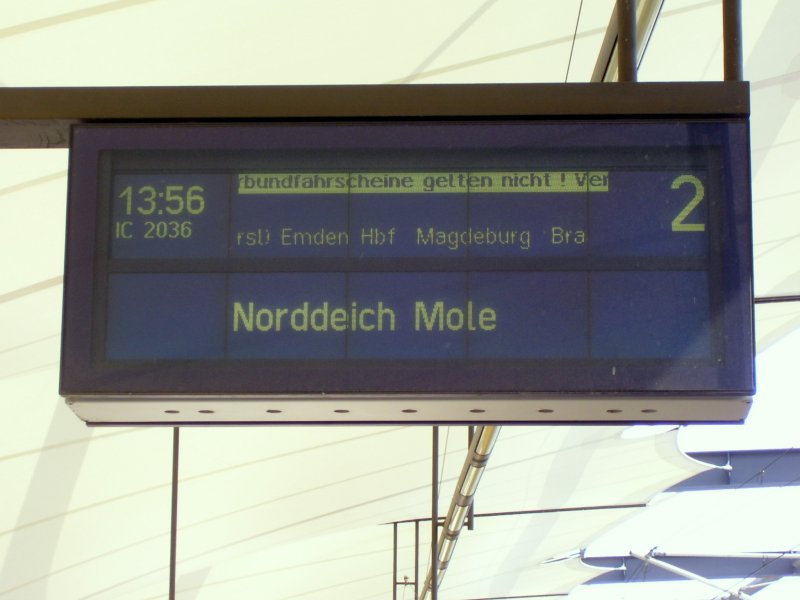 rbundfahrscheine gelten nicht ! Ver
13:56
2
IC 2036
rsl) Emden Hbf Magdeburg Bra
Norddeich Mole